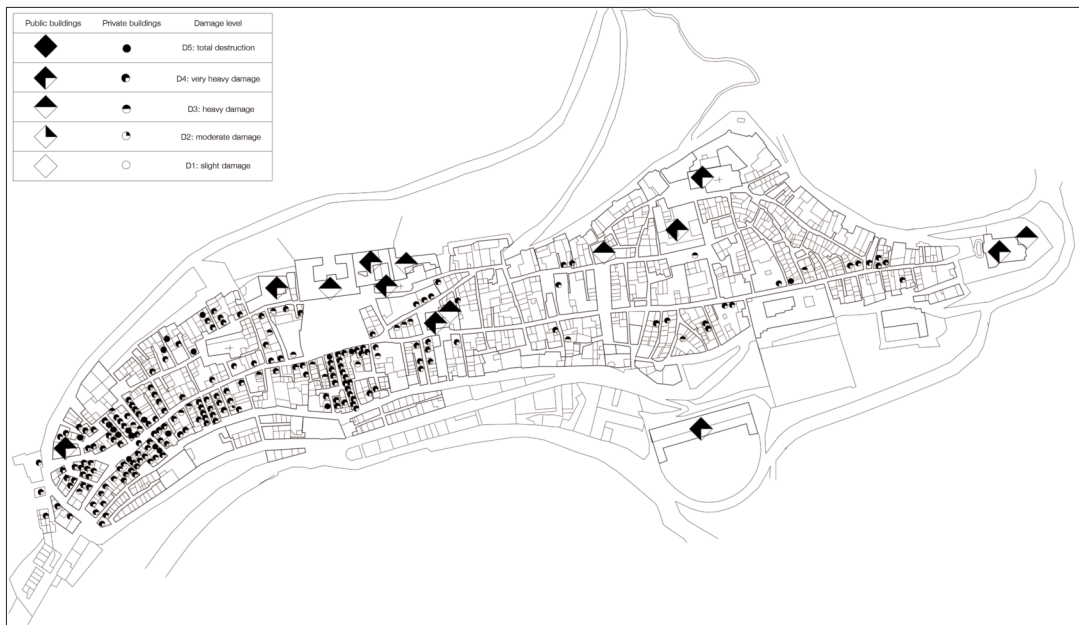 Public buildings Private buildings Damage level
D5: total destruction
D4: very heavy damage
D3: heavy damage
D2: moderate damage
D1: slight damage